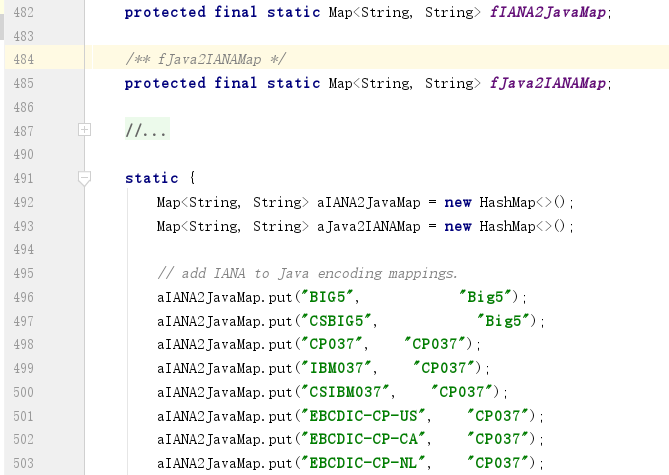 482 protected final static Map<String, String> fIANA2JavaMap;
483
484 /** fJava2IANAMap */
485 protected final static Map<String, String> fJava2IANAMap;
486
487 //...
490
491 static {
492 Map<String, String> aIANA2JavaMap = new HashMap<>();
493 Map<String, String> aJava2IANAMap = new HashMap<>();
494
495 // add IANA to Java encoding mappings.
496 aIANA2JavaMap.put("BIG5", "Big5");
497 aIANA2JavaMap.put("CSBIG5", "Big5");
498 aIANA2JavaMap.put("CP037", "CP037");
499 aIANA2JavaMap.put("IBM037", "CP037");
500 aIANA2JavaMap.put("CSIBM037", "CP037");
501 aIANA2JavaMap.put("EBCDIC-CP-US", "CP037");
502 aIANA2JavaMap.put("EBCDIC-CP-CA", "CP037");
503 aIANA2JavaMap.put("EBCDIC-CP-NL", "CP037");